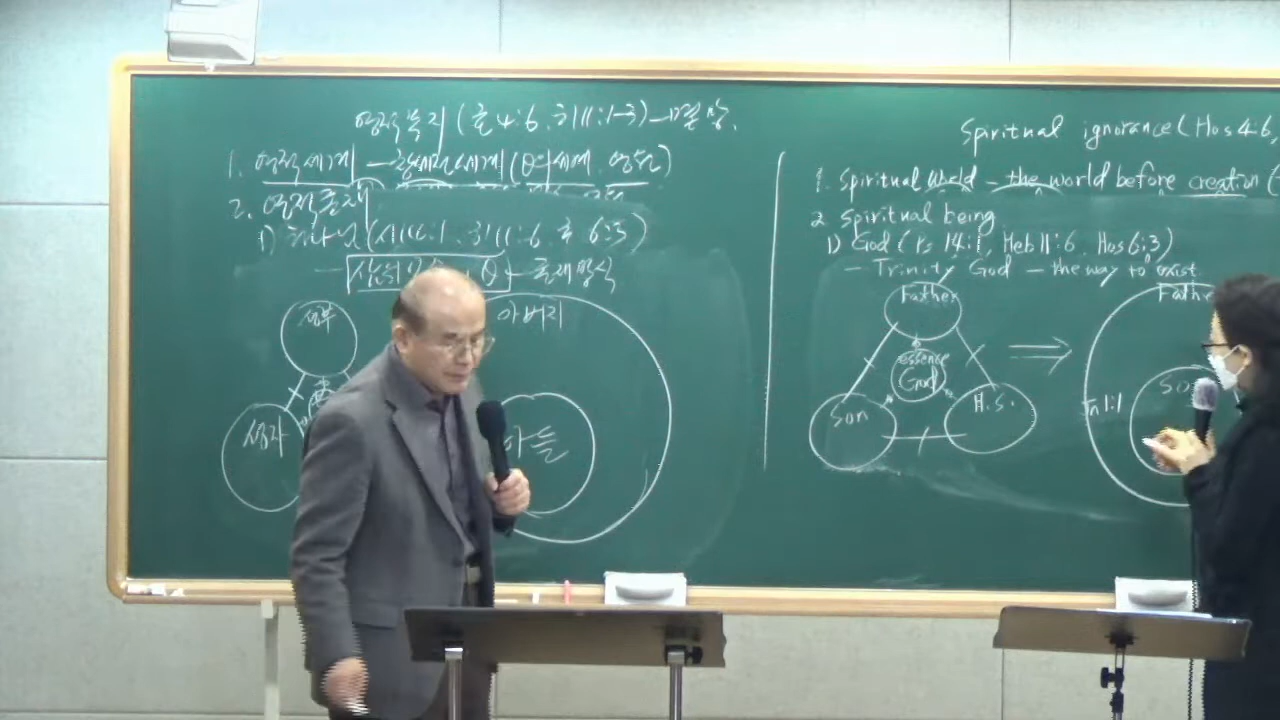 영적무지 (호4:6, 히11:1-3) - 멸망.
1. 영적세계 - 창세전세계 (
2. 영적존재
1) 하나님 (시14:1, 히11:6, 호 6:3)
존재방식
성부
성자
아버지
아들
Spiritual ignorance (Hos 4:6,
1. Spiritual World - the world before creation (
2. Spiritual being
1) God (Ps 14:1, Heb 11:6, Hos 6:3)
- Trinity God - the way to exist
Father
essence
God
Son
H.S.
Father
Jn 1:1